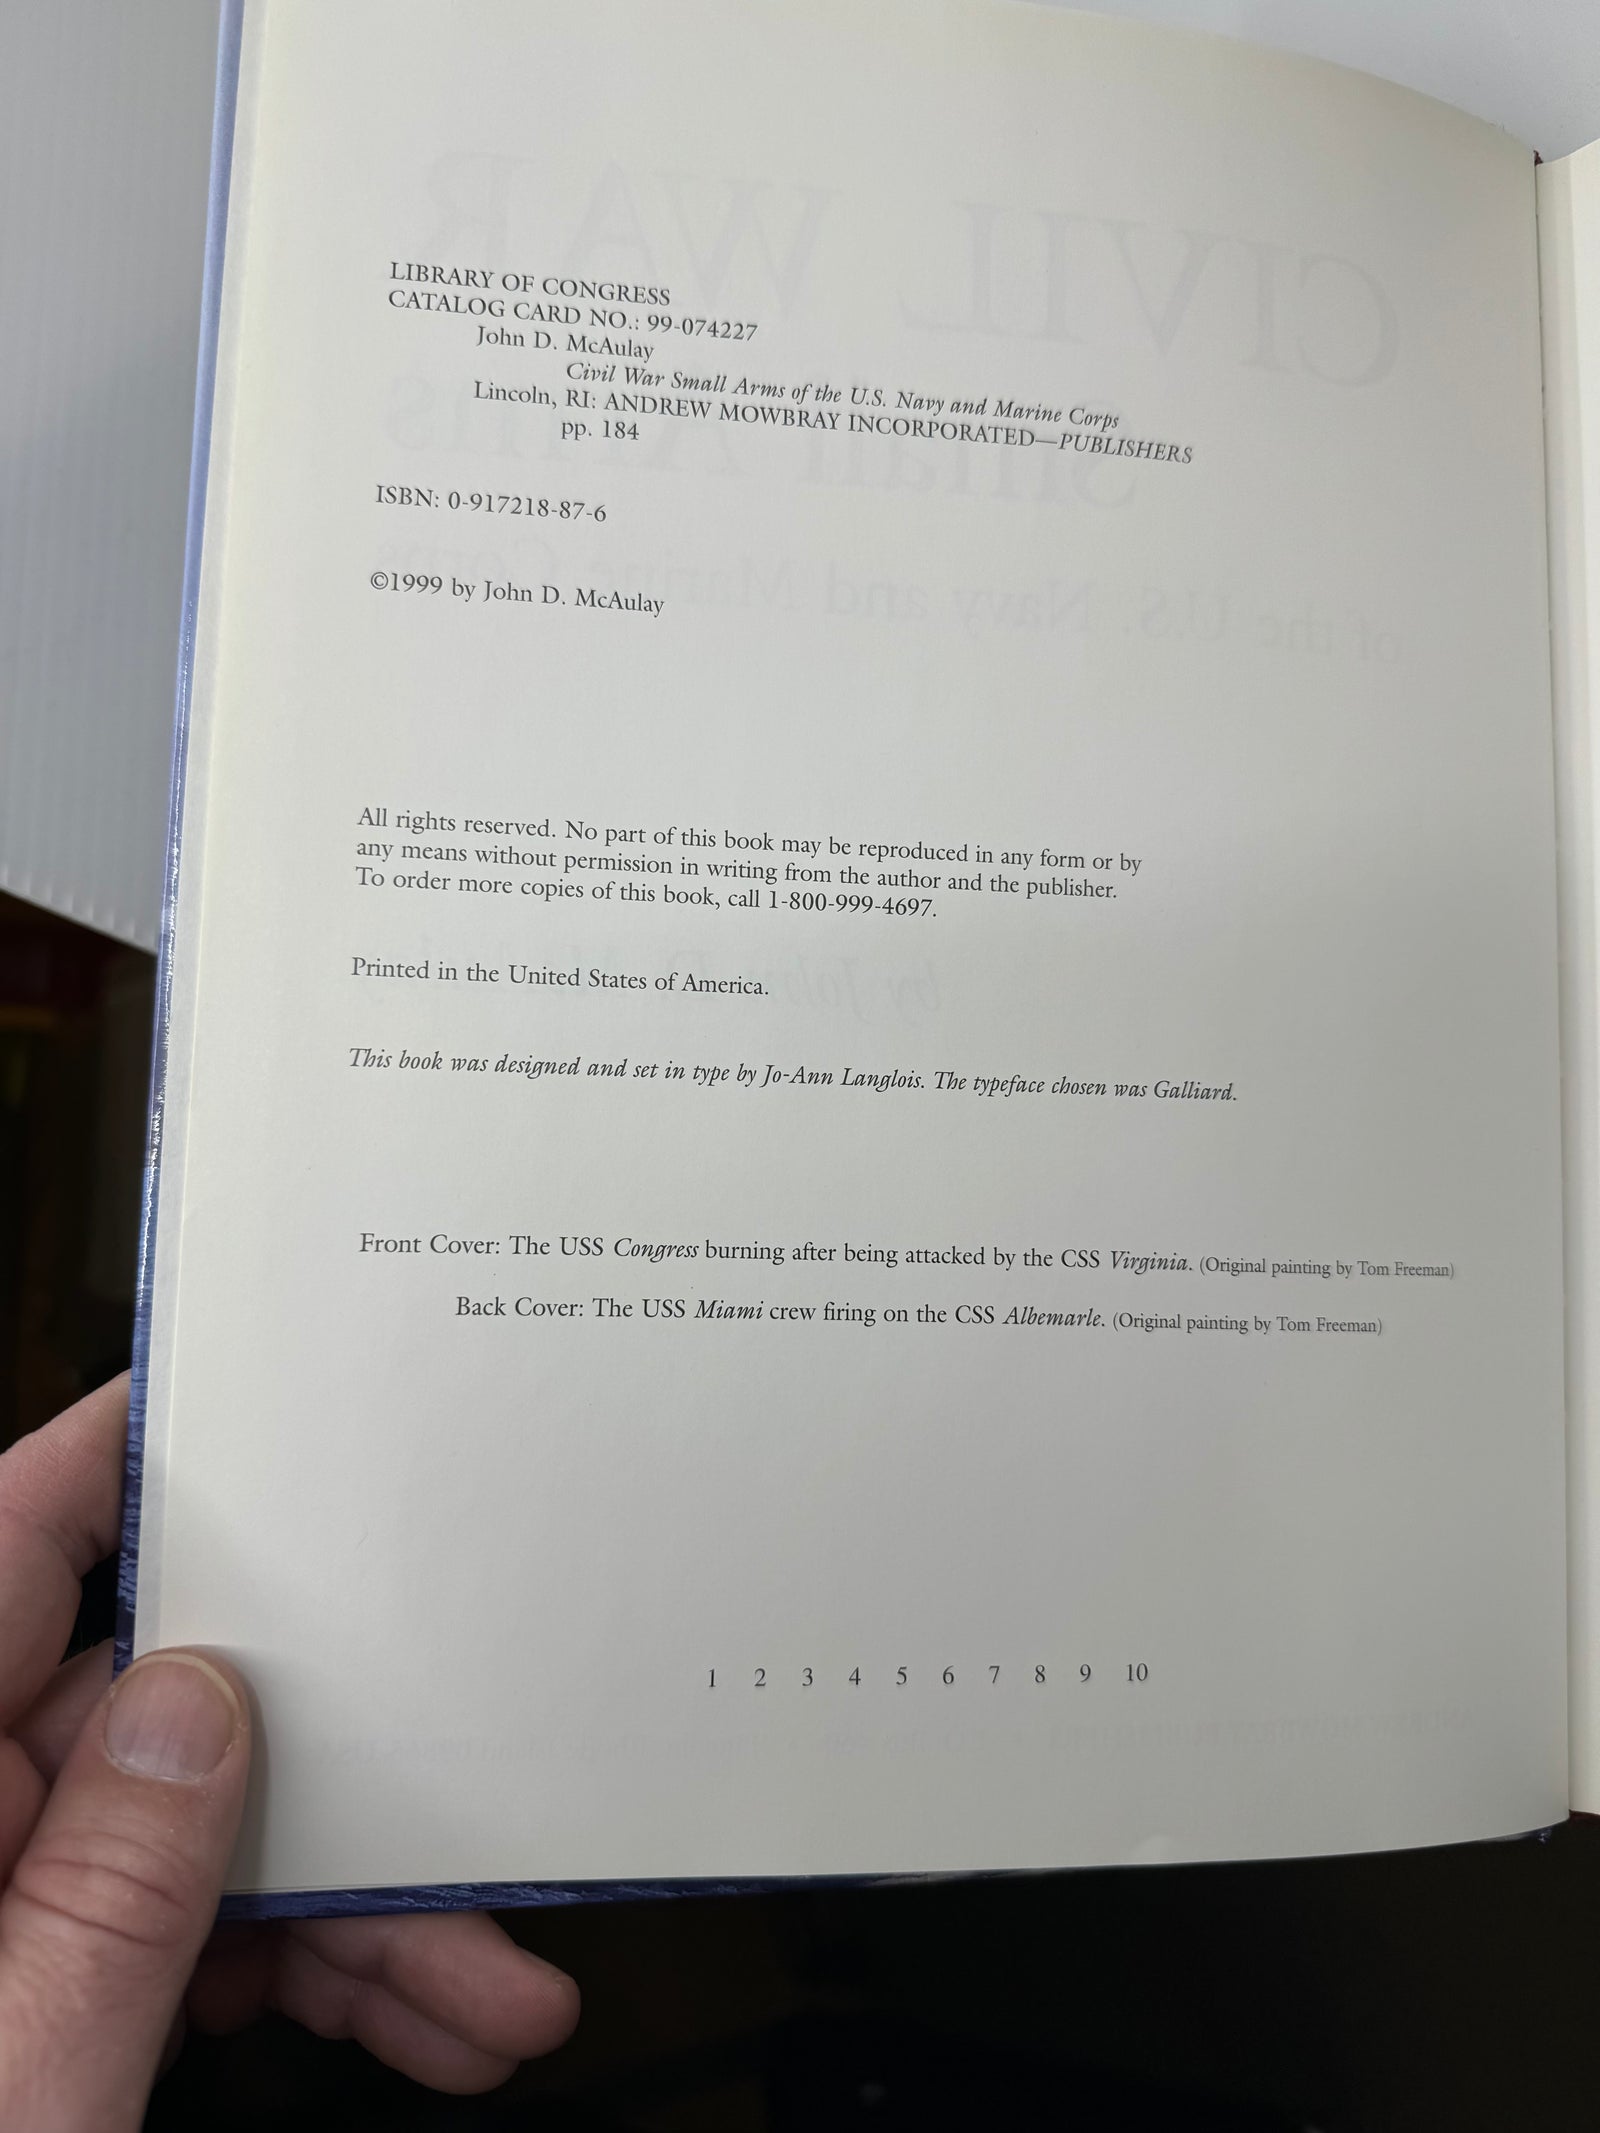 LIBRARY OF CONGRESS
CATALOG CARD NO.: 99-074227
John D. McAulay
Civil War Small Arms of the U.S. Navy and Marine Corps
Lincoln, RI: ANDREW MOWBRAY INCORPORATED—PUBLISHERS
pp. 184
ISBN: 0-917218-87-6
©1999 by John D. McAulay
All rights reserved. No part of this book may be reproduced in any form or by
any means without permission in writing from the author and the publisher.
To order more copies of this book, call 1-800-999-4697.
Printed in the United States of America.
This book was designed and set in type by Jo-Ann Langlois. The typeface chosen was Galliard.
Front Cover: The USS Congress burning after being attacked by the CSS Virginia. (Original painting by Tom Freeman)
Back Cover: The USS Miami crew firing on the CSS Albemarle. (Original painting by Tom Freeman)
1 2 3 4 5 6 7 8 9 10